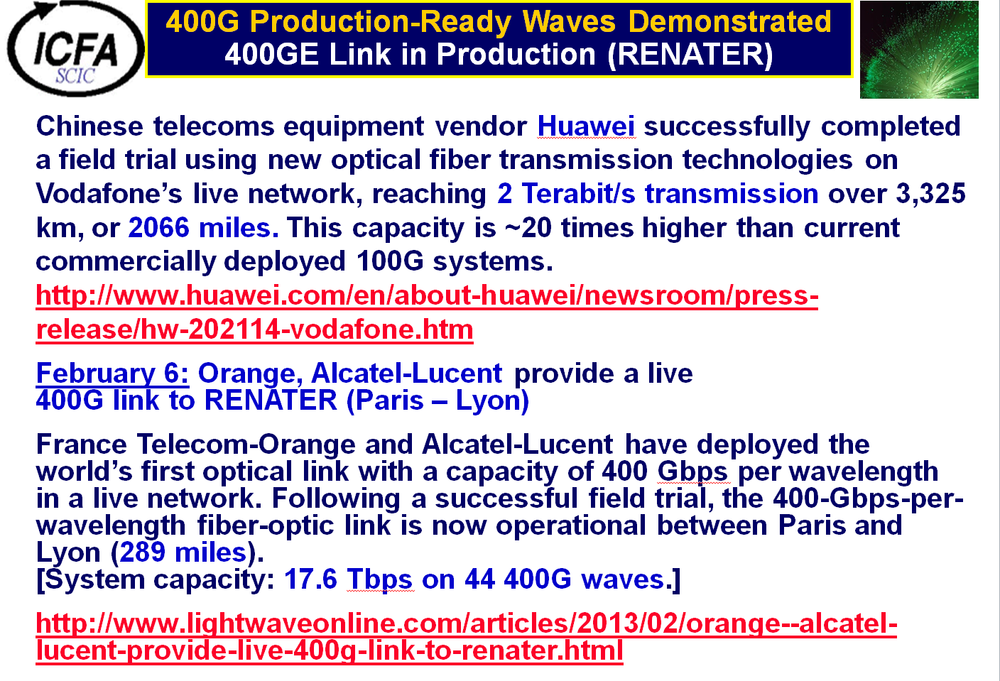 ICFA
SCIC
400G Production-Ready Waves Demonstrated
400GE Link in Production (RENATER)
Chinese telecoms equipment vendor Huawei successfully completed
a field trial using new optical fiber transmission technologies on
Vodafone’s live network, reaching 2 Terabit/s transmission over 3,325
km, or 2066 miles. This capacity is ~20 times higher than current
commercially deployed 100G systems.
http://www.huawei.com/en/about-huawei/newsroom/press-
release/hw-202114-vodafone.htm
February 6: Orange, Alcatel-Lucent provide a live
400G link to RENATER (Paris – Lyon)
France Telecom-Orange and Alcatel-Lucent have deployed the
world’s first optical link with a capacity of 400 Gbps per wavelength
in a live network. Following a successful field trial, the 400-Gbps-per-
wavelength fiber-optic link is now operational between Paris and
Lyon (289 miles).
[System capacity: 17.6 Tbps on 44 400G waves.]
http://www.lightwaveonline.com/articles/2013/02/orange--alcatel-
lucent-provide-live-400g-link-to-renater.html